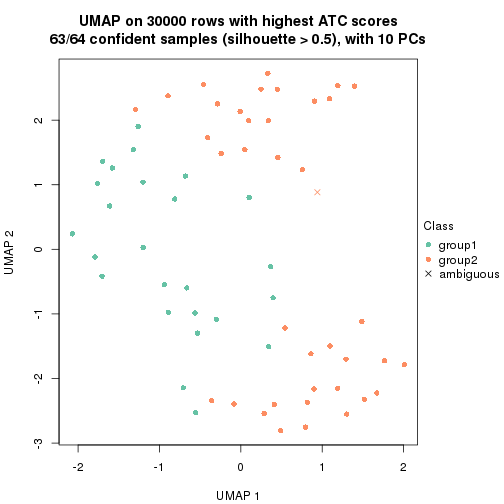 UMAP on 30000 rows with highest ATC scores
63/64 confident samples (silhouette > 0.5), with 10 PCs
2
1
0
-1
-2
-3
UMAP 2
-2
-1
0
1
2
UMAP 1
Class
group1
group2
ambiguous